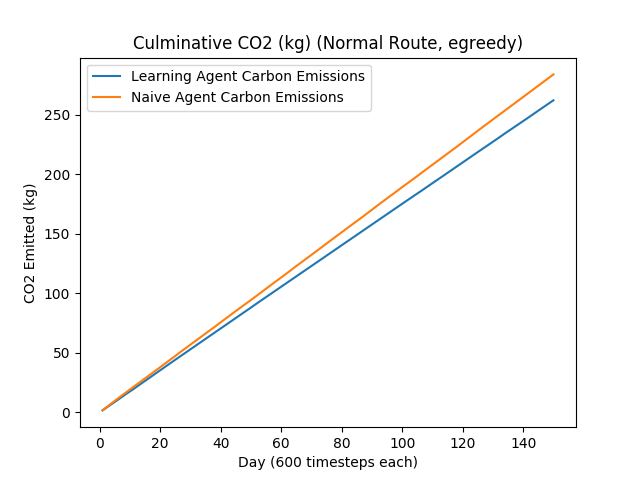 Culminative CO2 (kg) (Normal Route, egreedy)
Learning Agent Carbon Emissions
Naive Agent Carbon Emissions
CO2 Emitted (kg)
250
200
150
100
50
0
0 20 40 60 80 100 120 140
Day (600 timesteps each)